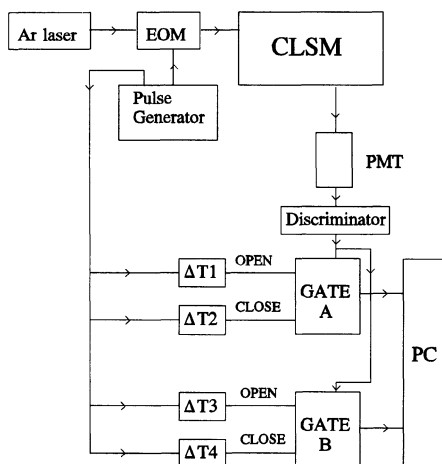 Ar laser
EOM
CLSM
Pulse
Generator
PMT
Discriminator
ΔT1
OPEN
GATE
A
ΔT2
CLOSE
PC
ΔT3
OPEN
GATE
B
ΔT4
CLOSE